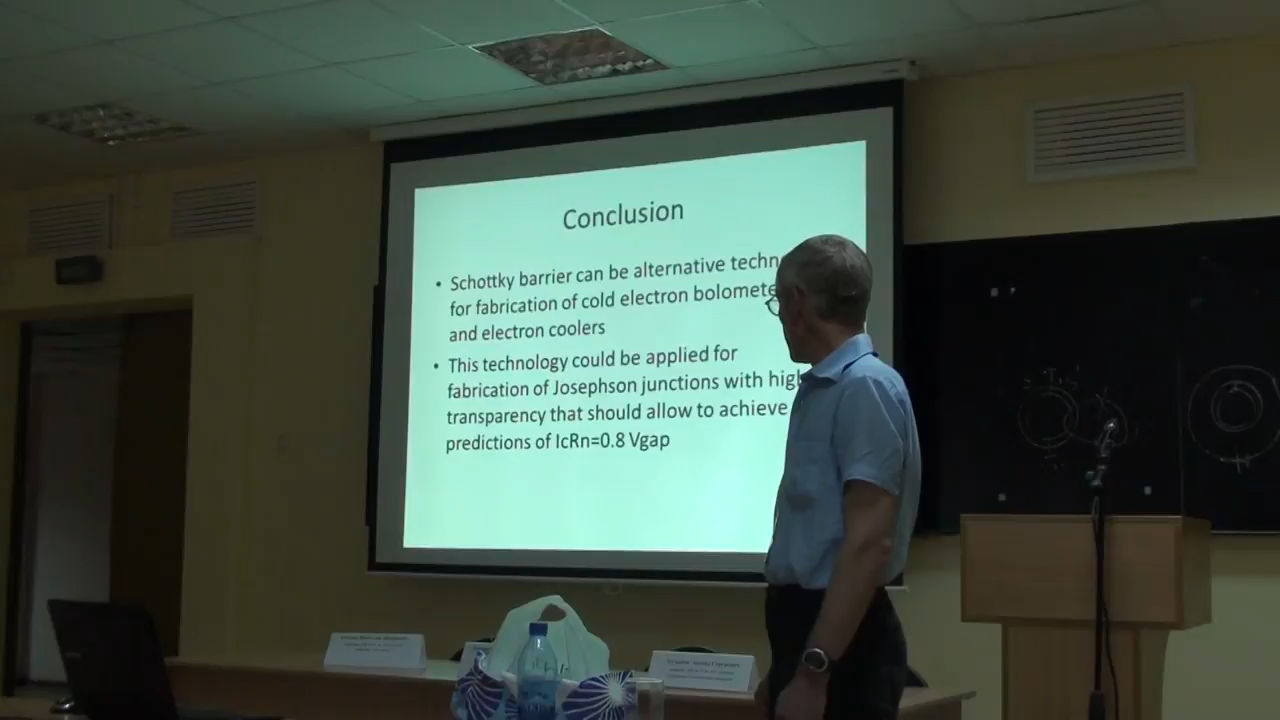 Conclusion
• Schottky barrier can be alternative techn
for fabrication of cold electron bolomete
and electron coolers
• This technology could be applied for
fabrication of Josephson junctions with high
transparency that should allow to achieve
predictions of IcRn=0.8 Vgap